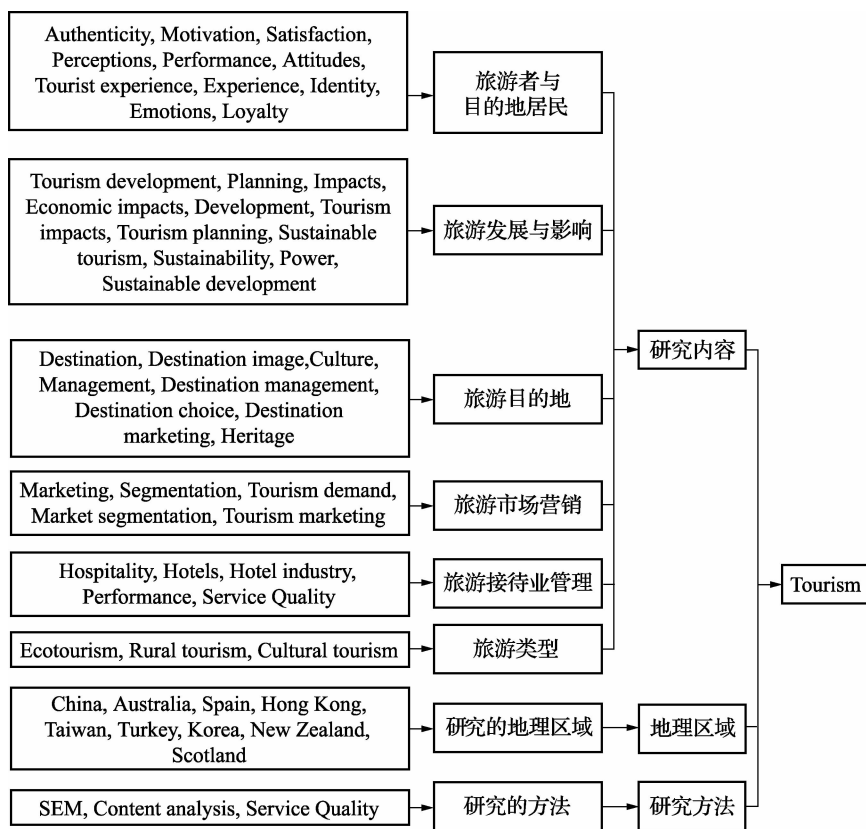 Authenticity, Motivation, Satisfaction,
Perceptions, Performance, Attitudes,
Tourist experience, Experience, Identity,
Emotions, Loyalty
旅游者与
目的地居民
Tourism development, Planning, Impacts,
Economic impacts, Development, Tourism
impacts, Tourism planning, Sustainable
tourism, Sustainability, Power,
Sustainable development
旅游发展与影响
Destination, Destination image,Culture,
Management, Destination management,
Destination choice, Destination
marketing, Heritage
旅游目的地
Marketing, Segmentation, Tourism demand,
Market segmentation, Tourism marketing
旅游市场营销
Hospitality, Hotels, Hotel industry,
Performance, Service Quality
旅游接待业管理
Ecotourism, Rural tourism, Cultural tourism
旅游类型
研究内容
China, Australia, Spain, Hong Kong,
Taiwan, Turkey, Korea, New Zealand,
Scotland
研究的地理区域
地理区域
SEM, Content analysis, Service Quality
研究的方法
研究方法
Tourism